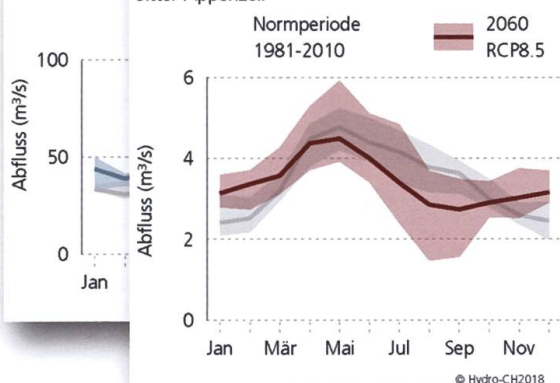 Normperiode
1981-2010
2060
RCP8.5
Abfluss (m³/s)
100
50
0
Jan
Abfluss (m³/s)
6
4
2
0
Jan Mär Mai Jul Sep Nov
© Hydro-CH2018